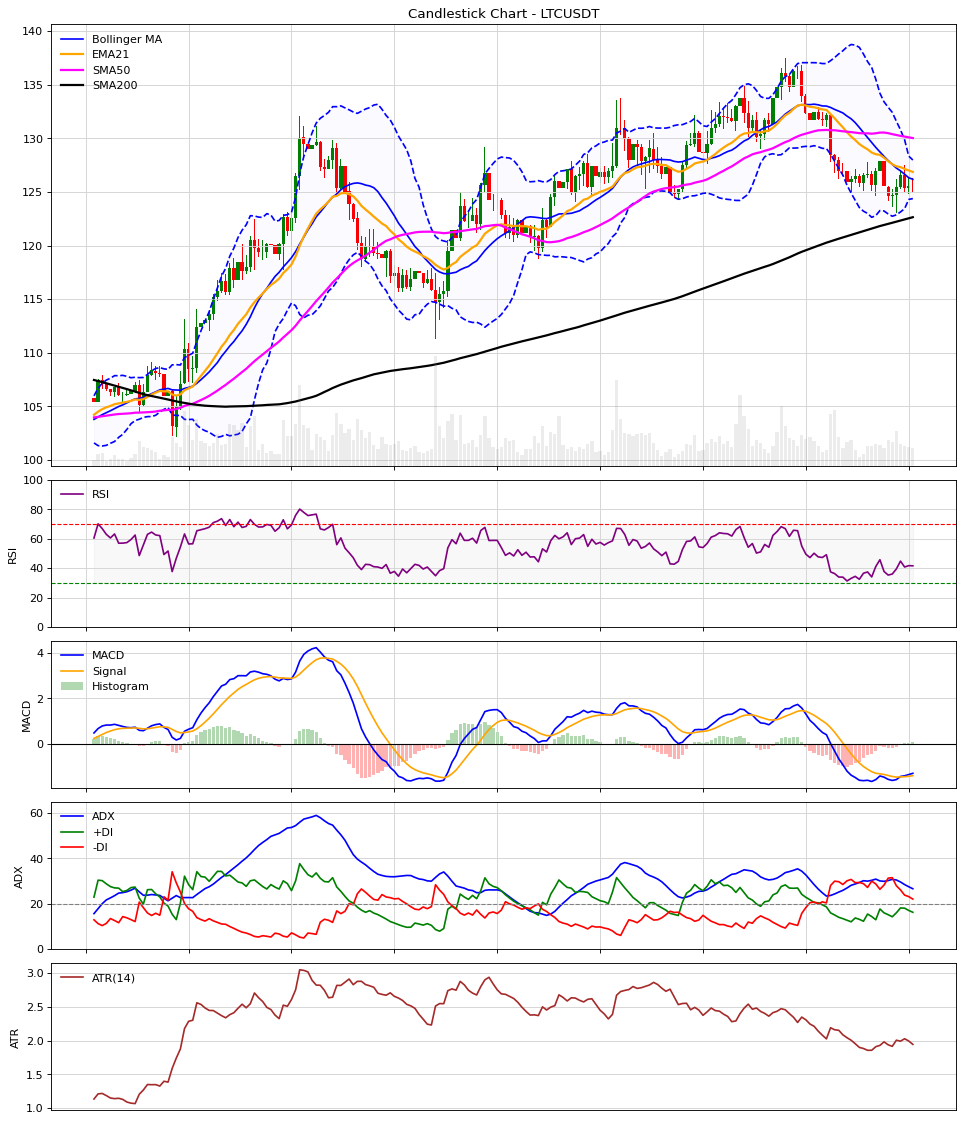 Candlestick Chart - LTCUSDT
140
135
130
125
120
115
110
105
100
Bollinger MA
EMA21
SMA50
SMA200
100
80
60
40
20
0
RSI
RSI
4
2
0
MACD
MACD
Signal
Histogram
60
40
20
0
ADX
ADX
+DI
-DI
3.0
2.5
2.0
1.5
1.0
ATR
ATR(14)